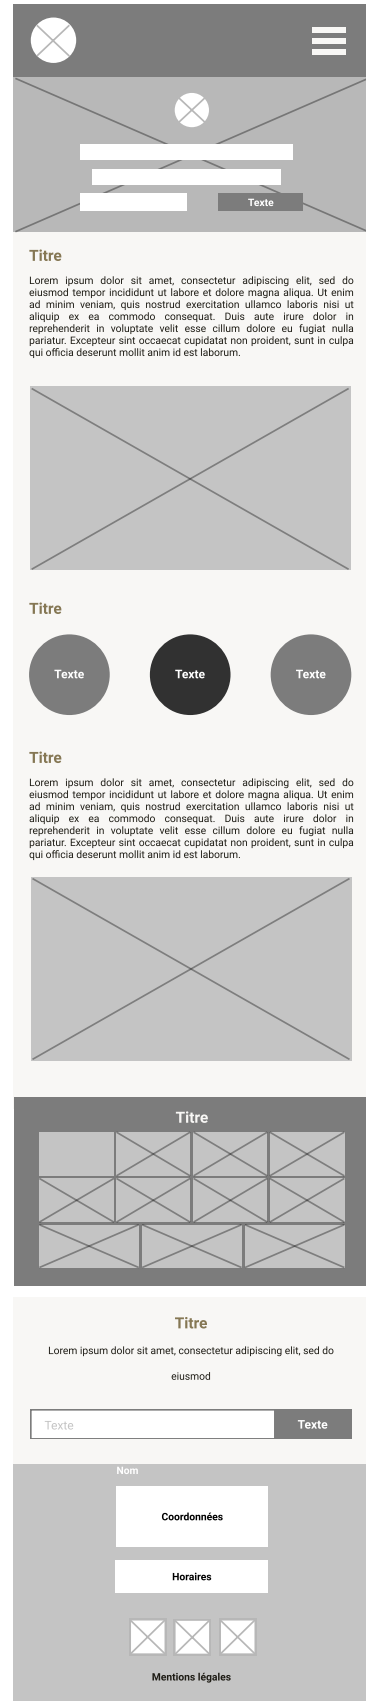 Texte
Titre
Lorem ipsum dolor sit amet, consectetur adipiscing elit, sed do
eiusmod tempor incididunt ut labore et dolore magna aliqua. Ut enim
ad minim veniam, quis nostrud exercitation ullamco laboris nisi ut
aliquip ex ea commodo consequat. Duis aute irure dolor in
reprehenderit in voluptate velit esse cillum dolore eu fugiat nulla
pariatur. Excepteur sint occaecat cupidatat non proident, sunt in culpa
qui officia deserunt mollit anim id est laborum.
Titre
Texte
Texte
Texte
Titre
Lorem ipsum dolor sit amet, consectetur adipiscing elit, sed do
eiusmod tempor incididunt ut labore et dolore magna aliqua. Ut enim
ad minim veniam, quis nostrud exercitation ullamco laboris nisi ut
aliquip ex ea commodo consequat. Duis aute irure dolor in
reprehenderit in voluptate velit esse cillum dolore eu fugiat nulla
pariatur. Excepteur sint occaecat cupidatat non proident, sunt in culpa
qui officia deserunt mollit anim id est laborum.
Titre
Titre
Lorem ipsum dolor sit amet, consectetur adipiscing elit, sed do
eiusmod
Texte
Texte
Nom
Coordonnées
Horaires
Mentions légales